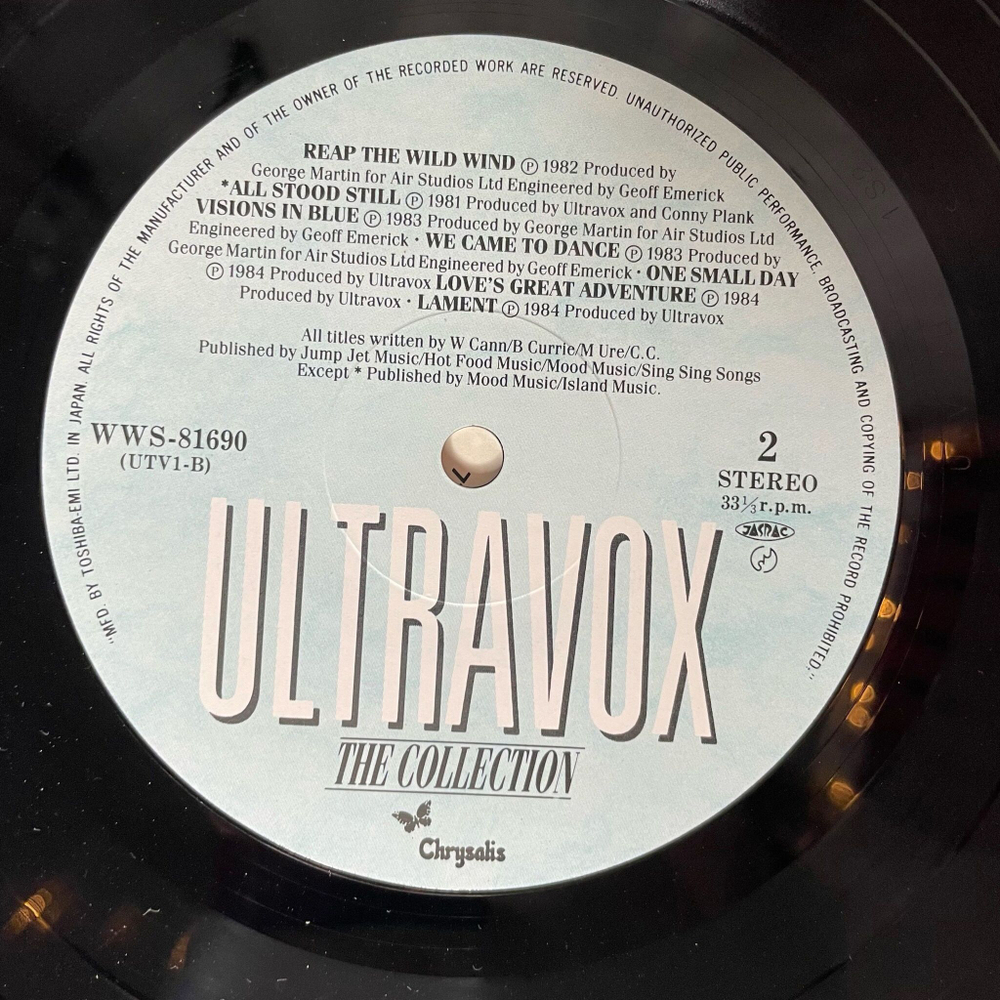 "MFD. BY TOSHIBA-EMI LTD. IN JAPAN. ALL RIGHTS OF THE MANUFACTURER AND OF THE OWNER OF THE RECORDED WORK ARE RESERVED. UNAUTHORIZED PUBLIC PERFORMANCE, BROADCASTING AND COPYING OF THE RECORD PROHIBITED."
REAP THE WILD WIND Ⓟ 1982 Produced by
George Martin for Air Studios Ltd Engineered by Geoff Emerick
*ALL STOOD STILL Ⓟ 1981 Produced by Ultravox and Conny Plank
VISIONS IN BLUE Ⓟ 1983 Produced by George Martin for Air Studios Ltd
Engineered by Geoff Emerick · WE CAME TO DANCE Ⓟ 1983 Produced by
George Martin for Air Studios Ltd Engineered by Geoff Emerick · ONE SMALL DAY
Ⓟ 1984 Produced by Ultravox LOVE'S GREAT ADVENTURE Ⓟ 1984
Produced by Ultravox · LAMENT Ⓟ 1984 Produced by Ultravox
All titles written by W Cann/B Currie/M Ure/C.C.
Published by Jump Jet Music/Hot Food Music/Mood Music/Sing Sing Songs
Except * Published by Mood Music/Island Music.
WWS-81690
(UTV1-B)
2
STEREO
33⅓ r.p.m.
JASRAC
ULTRAVOX
THE COLLECTION
Chrysalis